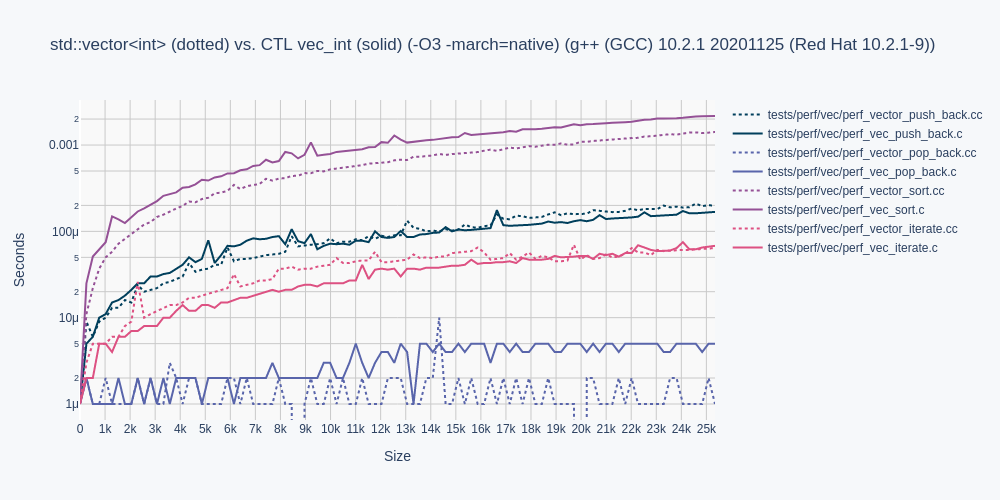 std::vector<int> (dotted) vs. CTL vec_int (solid) (-O3 -march=native) (g++ (GCC) 10.2.1 20201125 (Red Hat 10.2.1-9))
2
0.001
5
2
100μ
5
2
10μ
5
2
1μ
Seconds
0 1k 2k 3k 4k 5k 6k 7k 8k 9k 10k 11k 12k 13k 14k 15k 16k 17k 18k 19k 20k 21k 22k 23k 24k 25k
Size
tests/perf/vec/perf_vector_push_back.cc
tests/perf/vec/perf_vec_push_back.c
tests/perf/vec/perf_vector_pop_back.cc
tests/perf/vec/perf_vec_pop_back.c
tests/perf/vec/perf_vector_sort.cc
tests/perf/vec/perf_vec_sort.c
tests/perf/vec/perf_vector_iterate.cc
tests/perf/vec/perf_vec_iterate.c